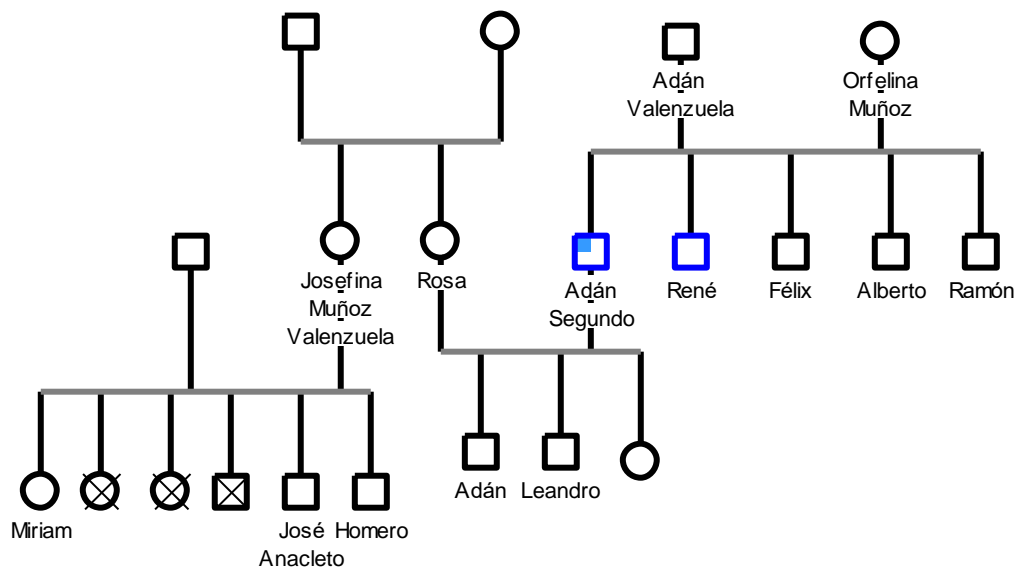 Adán
Valenzuela
Orfelina
Muñoz
Josefina
Muñoz
Valenzuela
Rosa
Adán
Segundo
René
Félix
Alberto
Ramón
Adán
Leandro
Miriam
José
Anacleto
Homero